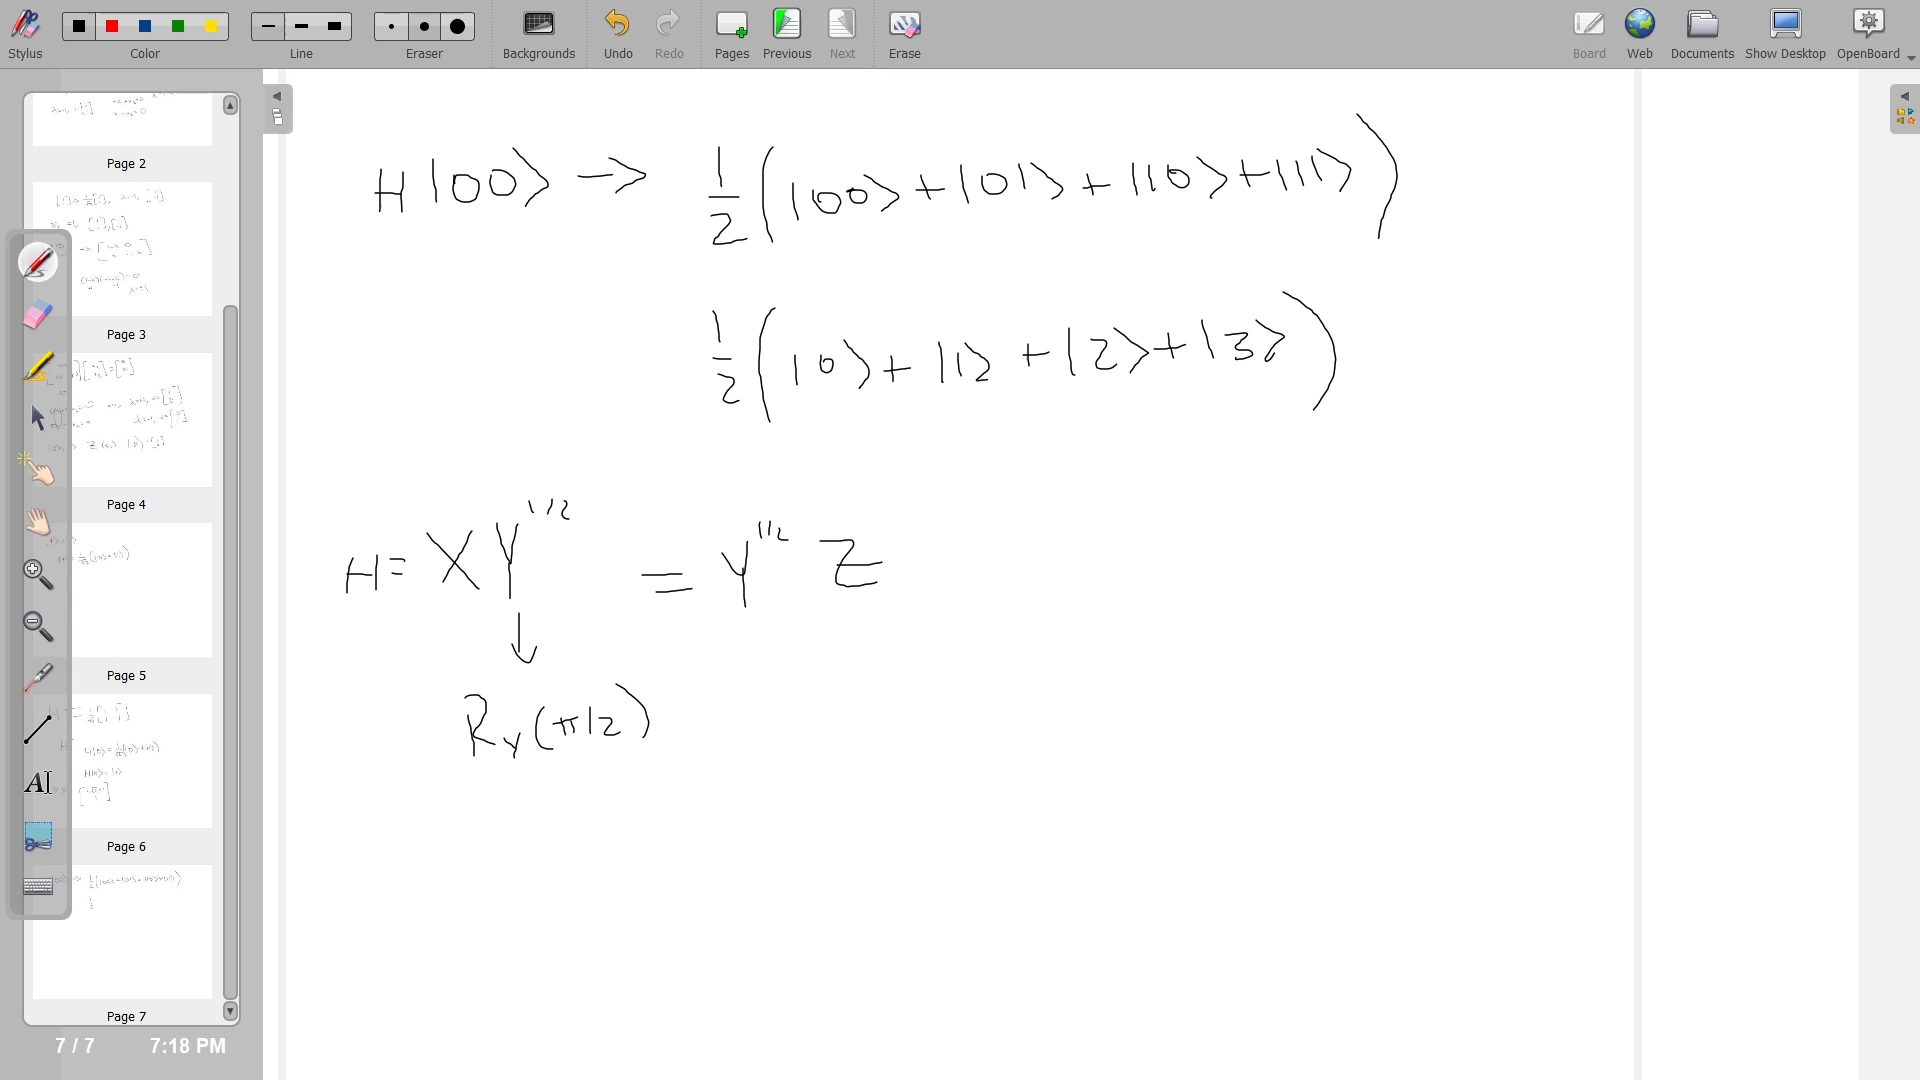 Stylus Color Line Eraser Backgrounds Undo Redo Pages Previous Next Erase Board Web Documents Show Desktop OpenBoard
Page 2
Page 3
Page 4
Page 5
Page 6
Page 7
7 / 7 7:18 PM
H |00⟩ → 1/2 (|00⟩ + |01⟩ + |10⟩ + |11⟩)
1/2 (|0⟩ + |1⟩ + |2⟩ + |3⟩)
H = X Y^1/2 = Y^1/2 Z
↓
R_Y (π/2)